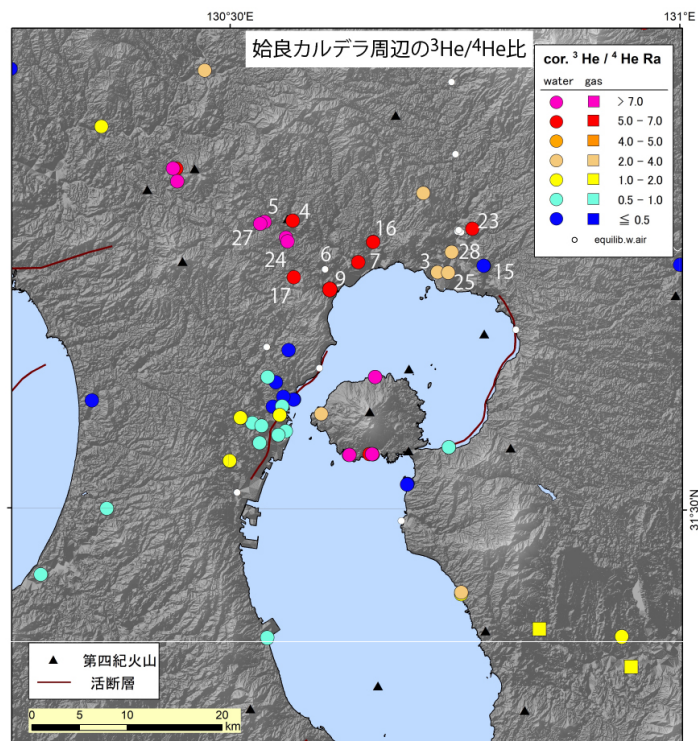 130°30'E
131°E
姶良カルデラ周辺の³He/⁴He比
cor. ³ He / ⁴ He Ra
water gas
> 7.0
5.0 – 7.0
4.0 – 5.0
2.0 – 4.0
1.0 – 2.0
0.5 – 1.0
≦ 0.5
equilib.w.air
5
4
27
24
16
23
6
7
28
3
15
17
9
25
31°30'N
第四紀火山
活断層
0 5 10 20
km